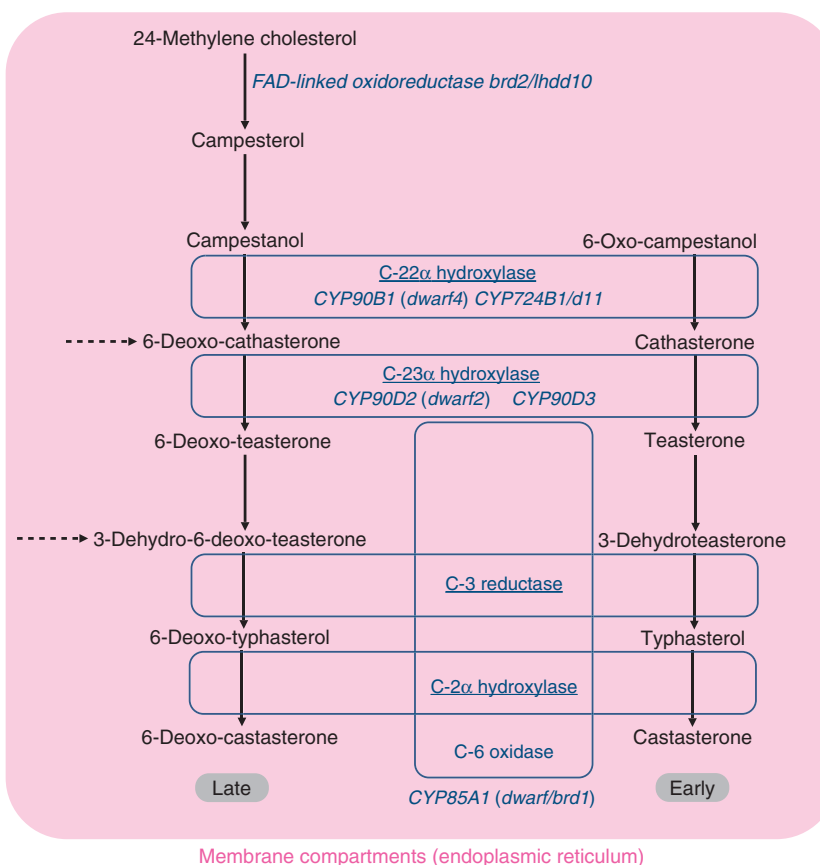 24-Methylene cholesterol
FAD-linked oxidoreductase brd2/lhdd10
Campesterol
Campestanol
6-Oxo-campestanol
C-22α hydroxylase
CYP90B1 (dwarf4) CYP724B1/d11
6-Deoxo-cathasterone
Cathasterone
C-23α hydroxylase
CYP90D2 (dwarf2) CYP90D3
6-Deoxo-teasterone
Teasterone
3-Dehydro-6-deoxo-teasterone
3-Dehydroteasterone
C-3 reductase
6-Deoxo-typhasterol
Typhasterol
C-2α hydroxylase
6-Deoxo-castasterone
Castasterone
C-6 oxidase
Late
Early
CYP85A1 (dwarf/brd1)
Membrane compartments (endoplasmic reticulum)